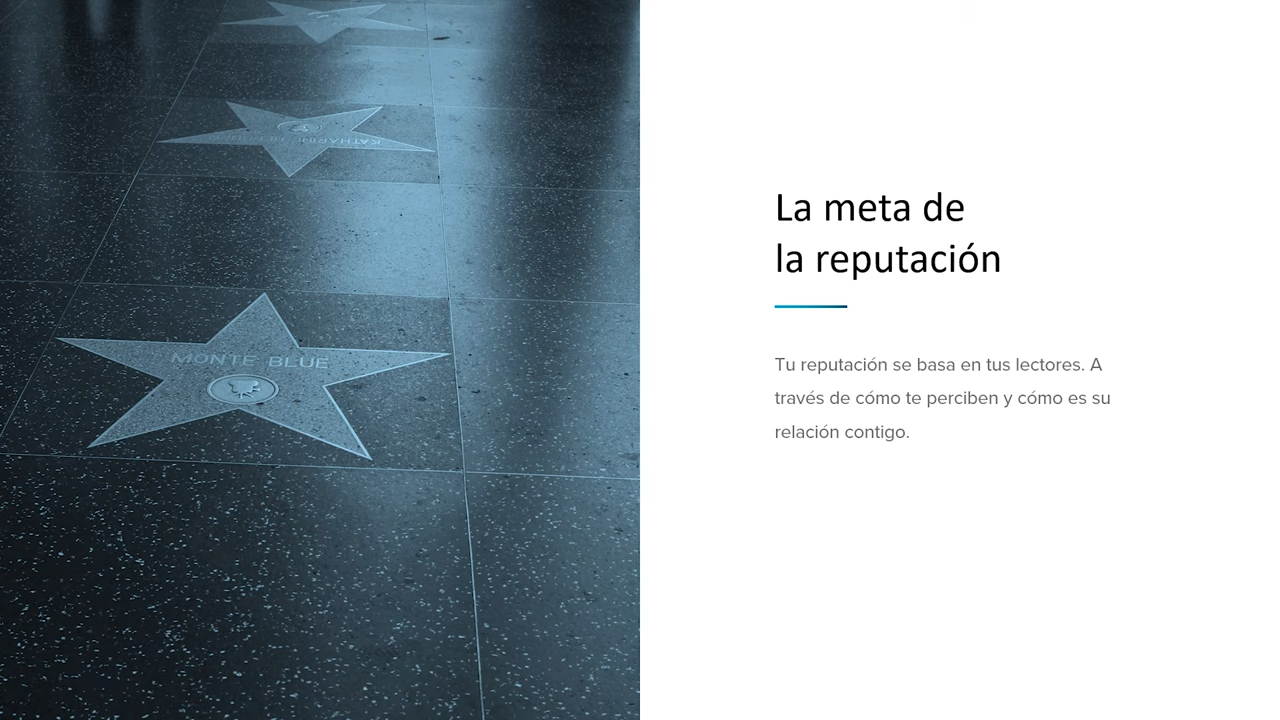 KATHARINE
MONTE BLUE
La meta de
la reputación
Tu reputación se basa en tus lectores. A
través de cómo te perciben y cómo es su
relación contigo.